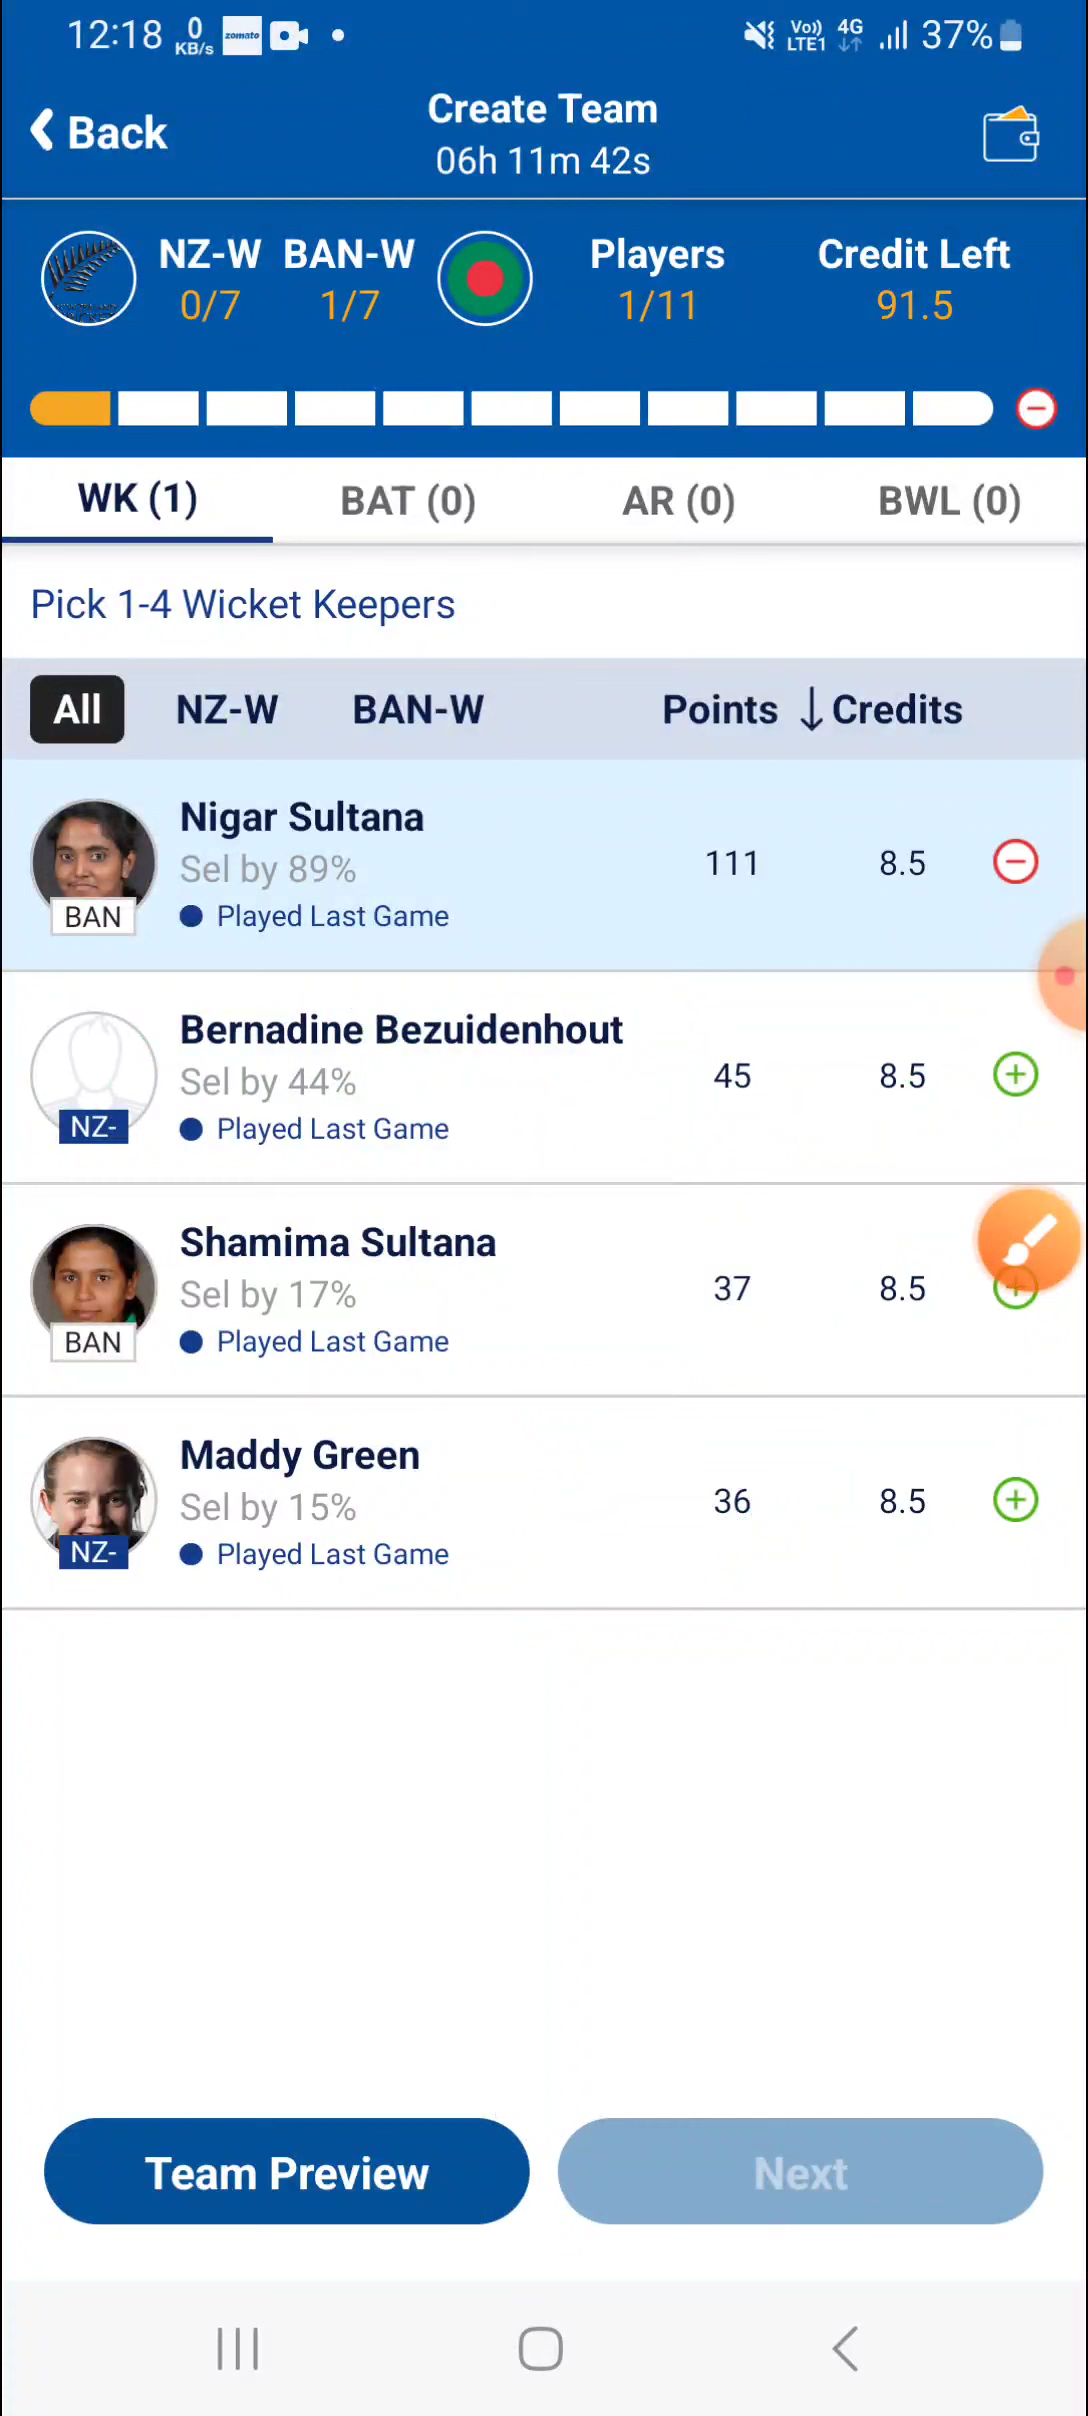 12:18 0 KB/s zomato Vo)) LTE1 4G 37%
Back
Create Team
06h 11m 42s
NZ-W BAN-W Players Credit Left
0/7 1/7 1/11 91.5
WK (1) BAT (0) AR (0) BWL (0)
Pick 1-4 Wicket Keepers
All NZ-W BAN-W Points Credits
Nigar Sultana
Sel by 89%
Played Last Game
BAN
111 8.5
Bernadine Bezuidenhout
Sel by 44%
Played Last Game
NZ-
45 8.5
Shamima Sultana
Sel by 17%
Played Last Game
BAN
37 8.5
Maddy Green
Sel by 15%
Played Last Game
NZ-
36 8.5
Team Preview Next